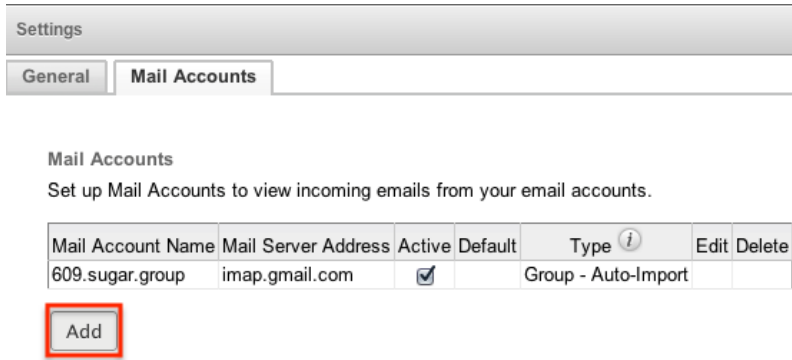 Settings
General Mail Accounts
Mail Accounts
Set up Mail Accounts to view incoming emails from your email accounts.
Mail Account Name Mail Server Address Active Default Type i Edit Delete
609.sugar.group imap.gmail.com Group - Auto-Import
Add